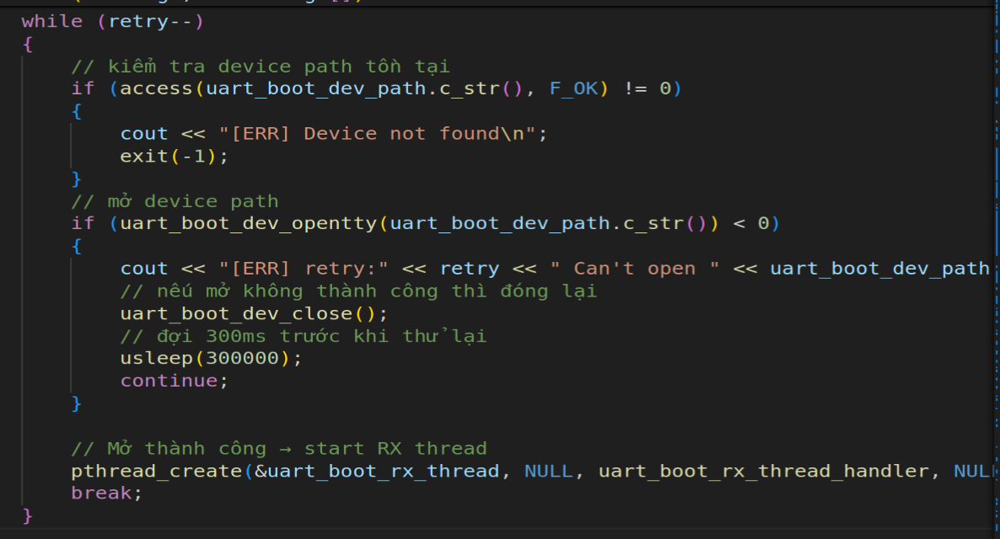 while (retry--)
{
// kiểm tra device path tồn tại
if (access(uart_boot_dev_path.c_str(), F_OK) != 0)
{
cout << "[ERR] Device not found\n";
exit(-1);
}
// mở device path
if (uart_boot_dev_opentty(uart_boot_dev_path.c_str()) < 0)
{
cout << "[ERR] retry:" << retry << " Can't open " << uart_boot_dev_path
// nếu mở không thành công thì đóng lại
uart_boot_dev_close();
// đợi 300ms trước khi thử lại
usleep(300000);
continue;
}
// Mở thành công → start RX thread
pthread_create(&uart_boot_rx_thread, NULL, uart_boot_rx_thread_handler, NUL
break;
}